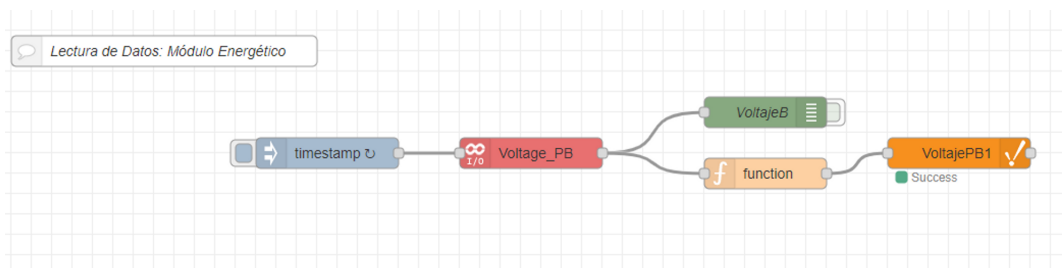 Lectura de Datos: Módulo Energético
VoltajeB
timestamp ↻
I/O
Voltage_PB
VoltajePB1
f
function
Success